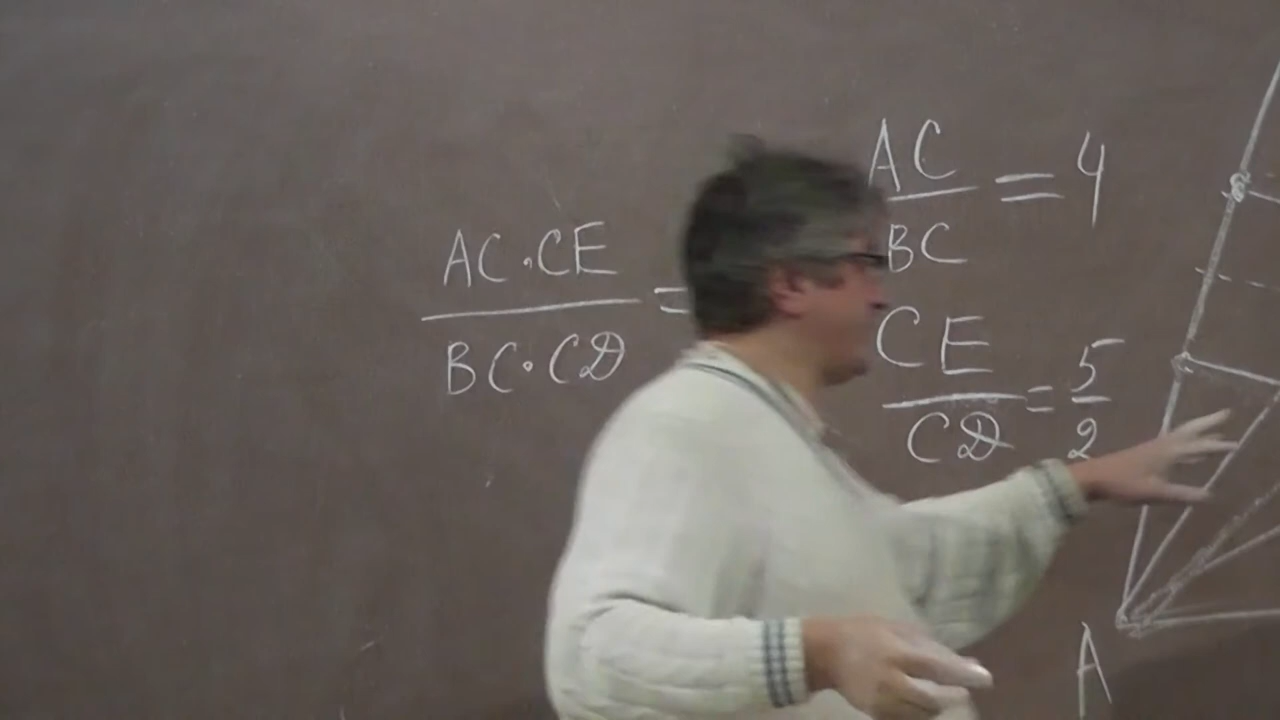 AC·CE / BC·CD =
AC / BC = 4
CE / CD = 5 / 2
A